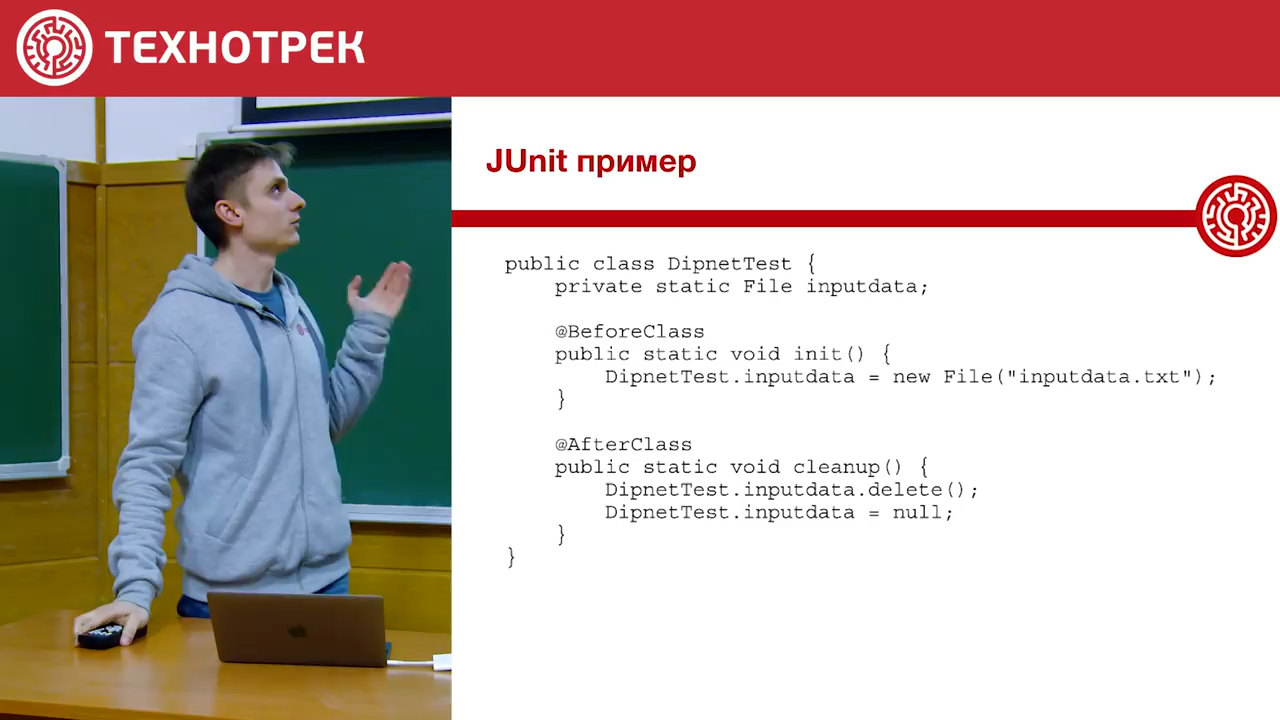 ТЕХНОТРЕК
JUnit пример
public class DipnetTest {
private static File inputdata;
@BeforeClass
public static void init() {
DipnetTest.inputdata = new File("inputdata.txt");
}
@AfterClass
public static void cleanup() {
DipnetTest.inputdata.delete();
DipnetTest.inputdata = null;
}
}